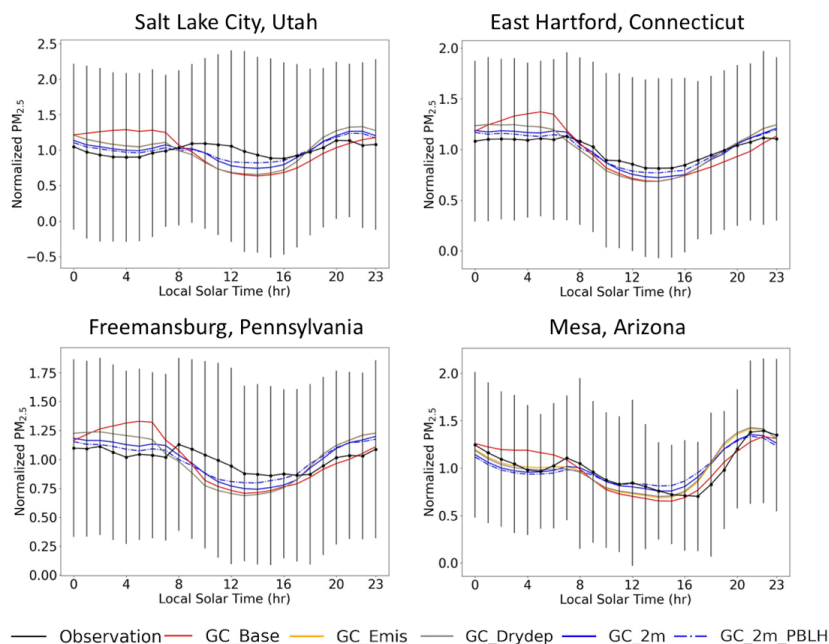 Salt Lake City, Utah
2.5
2.0
1.5
1.0
0.5
0.0
−0.5
Normalized PM2.5
0 4 8 12 16 20 23
Local Solar Time (hr)
East Hartford, Connecticut
2.0
1.5
1.0
0.5
0.0
Normalized PM2.5
0 4 8 12 16 20 23
Local Solar Time (hr)
Freemansburg, Pennsylvania
1.75
1.50
1.25
1.00
0.75
0.50
0.25
0.00
Normalized PM2.5
0 4 8 12 16 20 23
Local Solar Time (hr)
Mesa, Arizona
2.0
1.5
1.0
0.5
0.0
Normalized PM2.5
0 4 8 12 16 20 23
Local Solar Time (hr)
Observation GC_Base GC_Emis GC_Drydep GC_2m GC_2m_PBLH